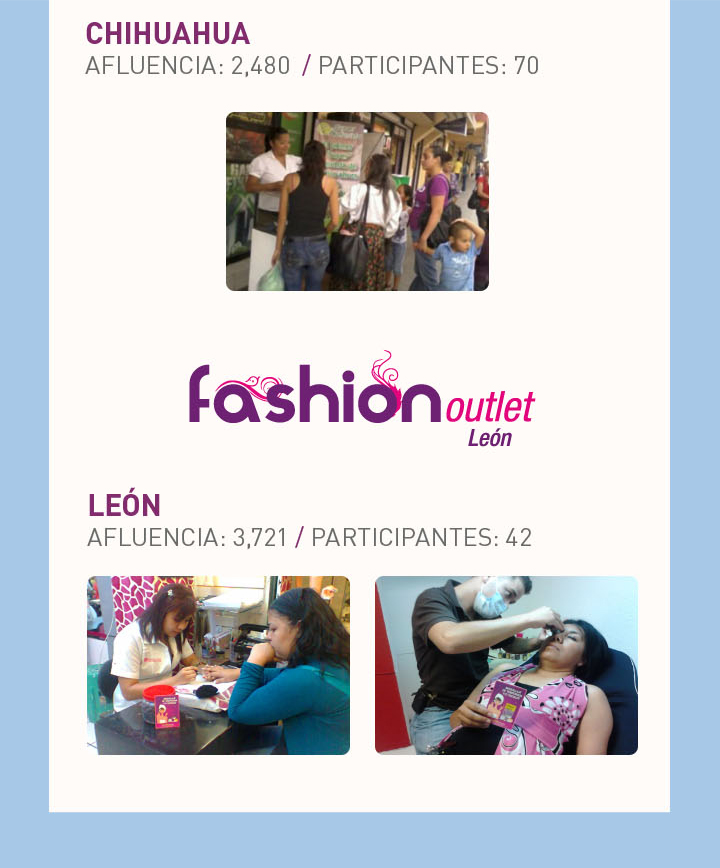 CHIHUAHUA
AFLUENCIA: 2,480 / PARTICIPANTES: 70
fashion outlet
León
LEÓN
AFLUENCIA: 3,721 / PARTICIPANTES: 42